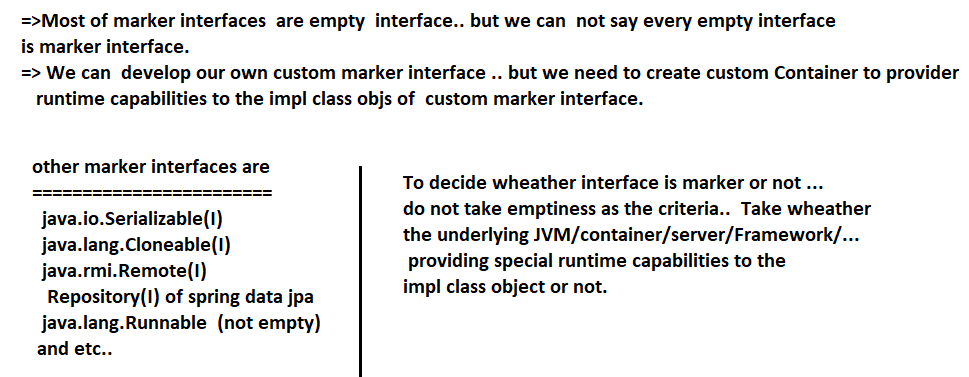 =>Most of marker interfaces are empty interface.. but we can not say every empty interface
is marker interface.
=> We can develop our own custom marker interface .. but we need to create custom Container to provider
runtime capabilities to the impl class objs of custom marker interface.
other marker interfaces are
=========================
java.io.Serializable(I)
java.lang.Cloneable(I)
java.rmi.Remote(I)
Repository(I) of spring data jpa
java.lang.Runnable (not empty)
and etc..
To decide wheather interface is marker or not ...
do not take emptiness as the criteria.. Take wheather
the underlying JVM/container/server/Framework/...
providing special runtime capabilities to the
impl class object or not.